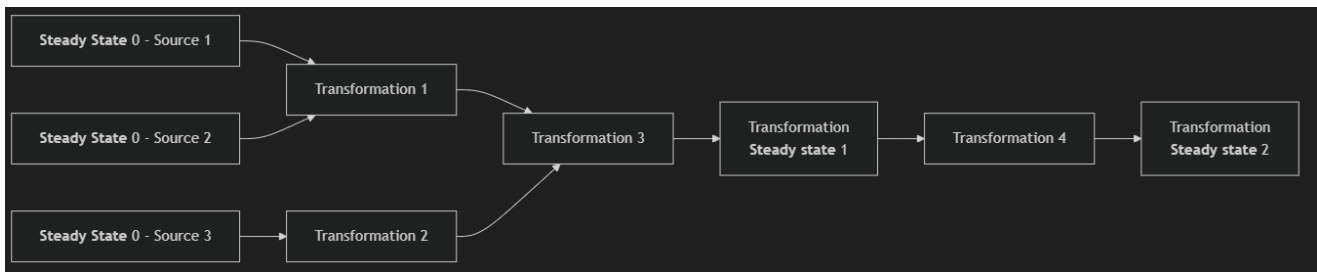 Steady State 0 - Source 1
Transformation 1
Steady State 0 - Source 2
Transformation 3
Transformation
Steady state 1
Transformation 4
Transformation
Steady state 2
Steady State 0 - Source 3
Transformation 2